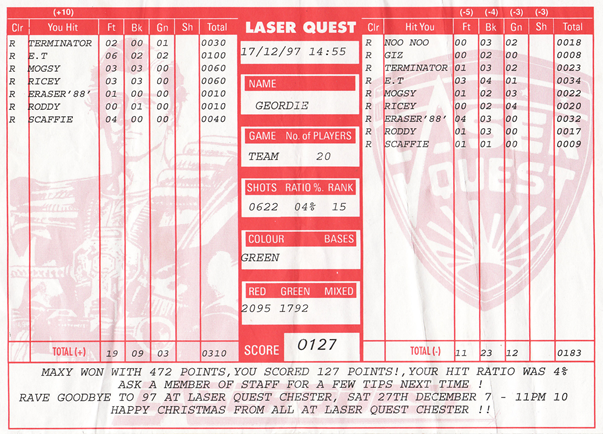 (+10)
Clr You Hit Ft Bk Gn Sh Total
R TERMINATOR 02 00 01 0030
R E.T 06 02 02 0100
R MOGSY 03 03 00 0060
R RICEY 03 03 00 0060
R ERASER'88' 01 00 00 0010
R RODDY 00 01 00 0010
R SCAFFIE 04 00 00 0040
TOTAL (+) 19 09 03 0310
LASER QUEST
17/12/97 14:55
NAME
GEORDIE
GAME No. of PLAYERS
TEAM 20
SHOTS RATIO %. RANK
0622 04% 15
COLOUR BASES
GREEN
RED GREEN MIXED
2095 1792
SCORE 0127
(-5) (-4) (-3) (-3)
Clr Hit You Ft Bk Gn Sh Total
R NOO NOO 00 03 02 0018
R GIZ 00 02 00 0008
R TERMINATOR 01 03 02 0023
R E.T 03 04 01 0034
R MOGSY 01 02 03 0022
R RICEY 00 02 04 0020
R ERASER'88' 04 03 00 0032
R RODDY 01 03 00 0017
R SCAFFIE 01 01 00 0009
TOTAL (-) 11 23 12 0183
LASER
QUEST
MAXY WON WITH 472 POINTS,YOU SCORED 127 POINTS!,YOUR HIT RATIO WAS 4%
ASK A MEMBER OF STAFF FOR A FEW TIPS NEXT TIME !
RAVE GOODBYE TO 97 AT LASER QUEST CHESTER, SAT 27TH DECEMBER 7 - 11PM 10
HAPPY CHRISTMAS FROM ALL AT LASER QUEST CHESTER !!